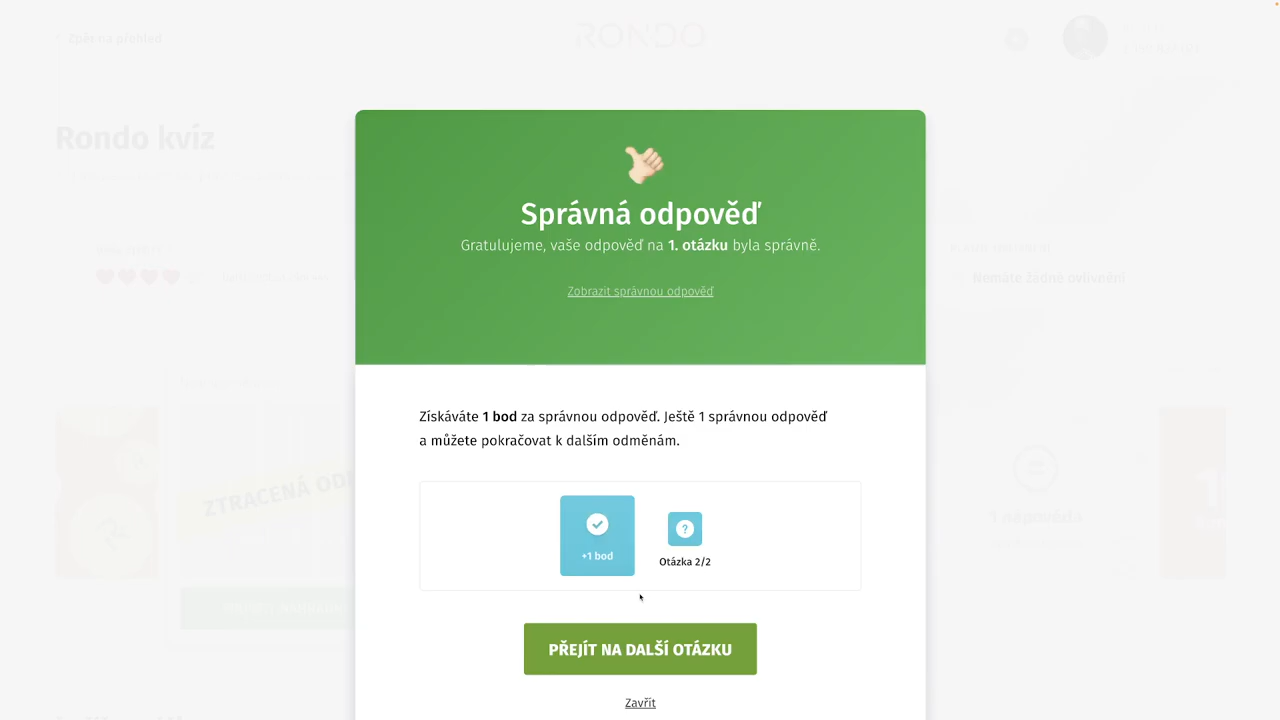 Zpět na přehled
RONDO
Rondo kvíz
Správná odpověď
Gratulujeme, vaše odpověď na 1. otázku byla správně.
Zobrazit správnou odpověď
Nemáte žádné ovlivnění
Získáváte 1 bod za správnou odpověď. Ještě 1 správnou odpověď
a můžete pokračovat k dalším odměnám.
ZTRACENÁ
1 nápověda
+1 bod
?
Otázka 2/2
PŘEJÍT NA DALŠÍ OTÁZKU
Zavřít